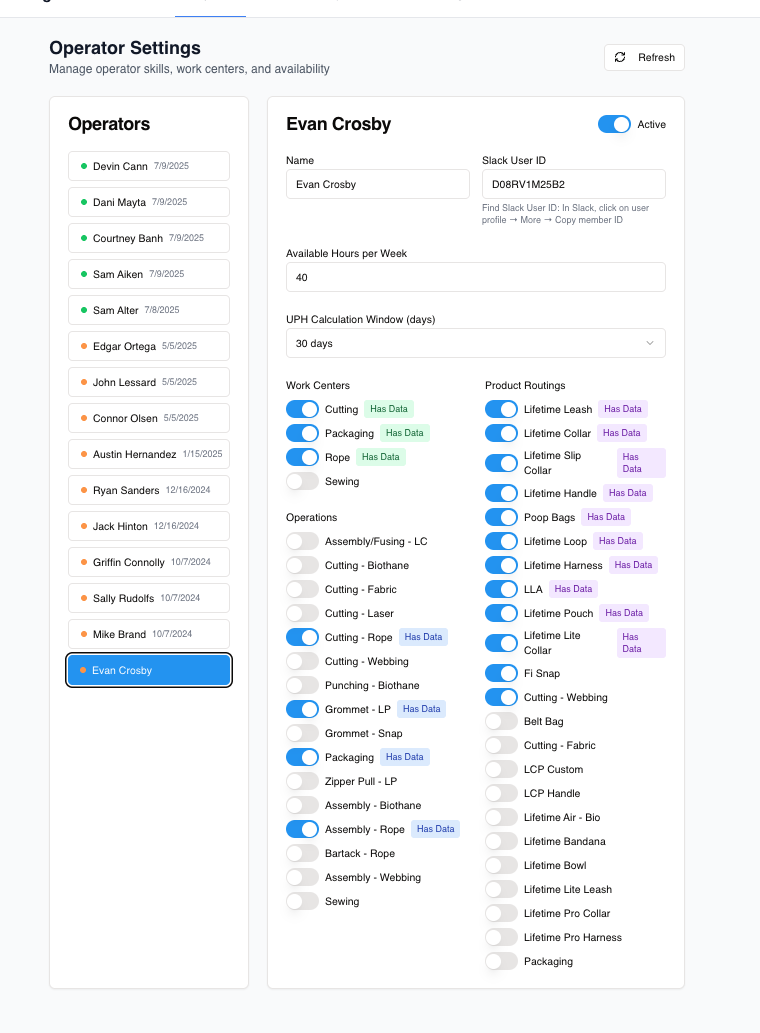 Operator Settings
Manage operator skills, work centers, and availability
Refresh
Operators
Devin Cann 7/9/2025
Dani Mayta 7/9/2025
Courtney Banh 7/9/2025
Sam Aiken 7/9/2025
Sam Alter 7/8/2025
Edgar Ortega 5/5/2025
John Lessard 5/5/2025
Connor Olsen 5/5/2025
Austin Hernandez 1/15/2025
Ryan Sanders 12/16/2024
Jack Hinton 12/16/2024
Griffin Connolly 10/7/2024
Sally Rudolfs 10/7/2024
Mike Brand 10/7/2024
Evan Crosby
Evan Crosby
Active
Name
Evan Crosby
Slack User ID
D08RV1M25B2
Find Slack User ID: In Slack, click on user
profile → More → Copy member ID
Available Hours per Week
40
UPH Calculation Window (days)
30 days
Work Centers
Cutting Has Data
Packaging Has Data
Rope Has Data
Sewing
Operations
Assembly/Fusing - LC
Cutting - Biothane
Cutting - Fabric
Cutting - Laser
Cutting - Rope Has Data
Cutting - Webbing
Punching - Biothane
Grommet - LP Has Data
Grommet - Snap
Packaging Has Data
Zipper Pull - LP
Assembly - Biothane
Assembly - Rope Has Data
Bartack - Rope
Assembly - Webbing
Sewing
Product Routings
Lifetime Leash Has Data
Lifetime Collar Has Data
Lifetime Slip
Collar
Has
Data
Lifetime Handle Has Data
Poop Bags Has Data
Lifetime Loop Has Data
Lifetime Harness Has Data
LLA Has Data
Lifetime Pouch Has Data
Lifetime Lite
Collar
Has
Data
Fi Snap
Cutting - Webbing
Belt Bag
Cutting - Fabric
LCP Custom
LCP Handle
Lifetime Air - Bio
Lifetime Bandana
Lifetime Bowl
Lifetime Lite Leash
Lifetime Pro Collar
Lifetime Pro Harness
Packaging